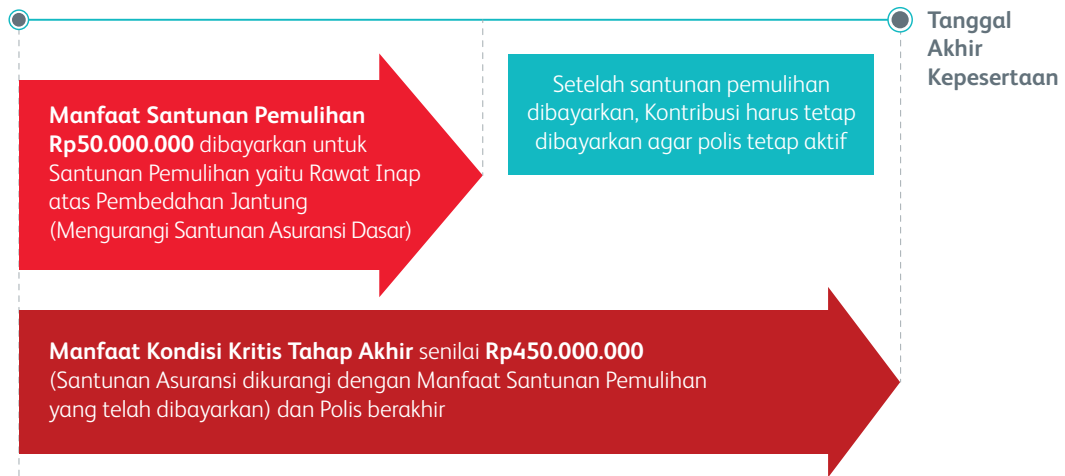 Tanggal
Akhir
Kepesertaan
Manfaat Santunan Pemulihan
Rp50.000.000 dibayarkan untuk
Santunan Pemulihan yaitu Rawat Inap
atas Pembedahan Jantung
(Mengurangi Santunan Asuransi Dasar)
Setelah santunan pemulihan
dibayarkan, Kontribusi harus tetap
dibayarkan agar polis tetap aktif
Manfaat Kondisi Kritis Tahap Akhir senilai Rp450.000.000
(Santunan Asuransi dikurangi dengan Manfaat Santunan Pemulihan
yang telah dibayarkan) dan Polis berakhir